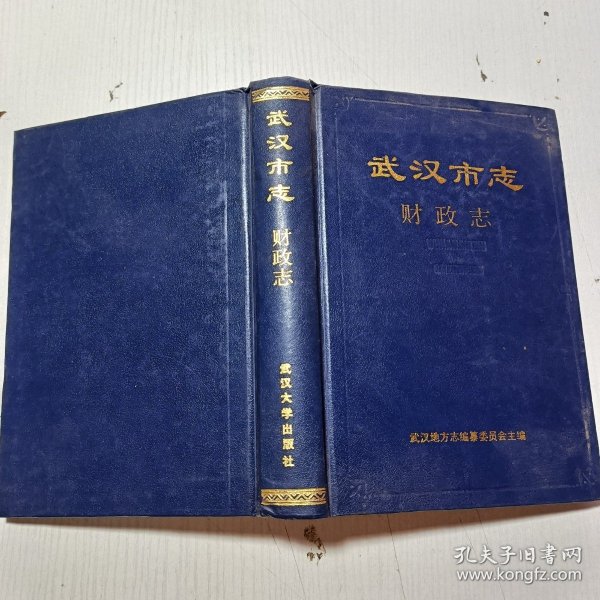 武汉市志
财政志
武汉地方志编纂委员会主编
武汉市志
财政志
武汉大学出版社
孔夫子旧书网
www.kongfz.com